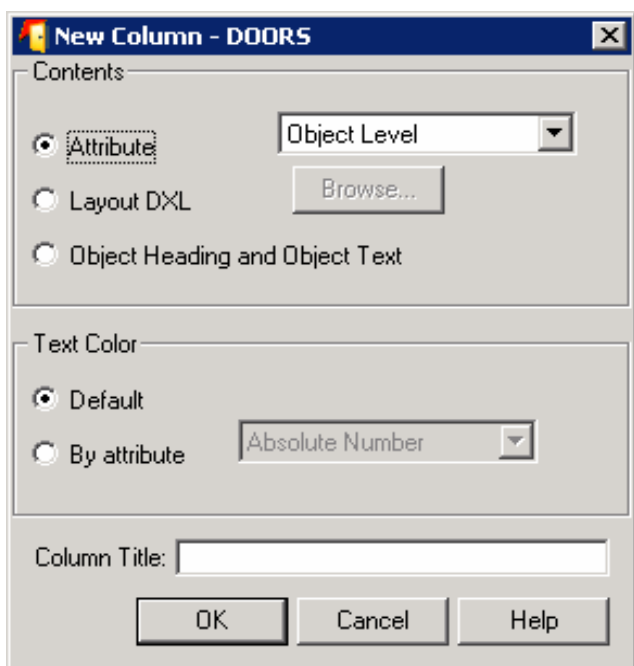 New Column - DOORS
Contents
Attribute
Object Level
Layout DXL
Browse...
Object Heading and Object Text
Text Color
Default
By attribute
Absolute Number
Column Title:
OK
Cancel
Help